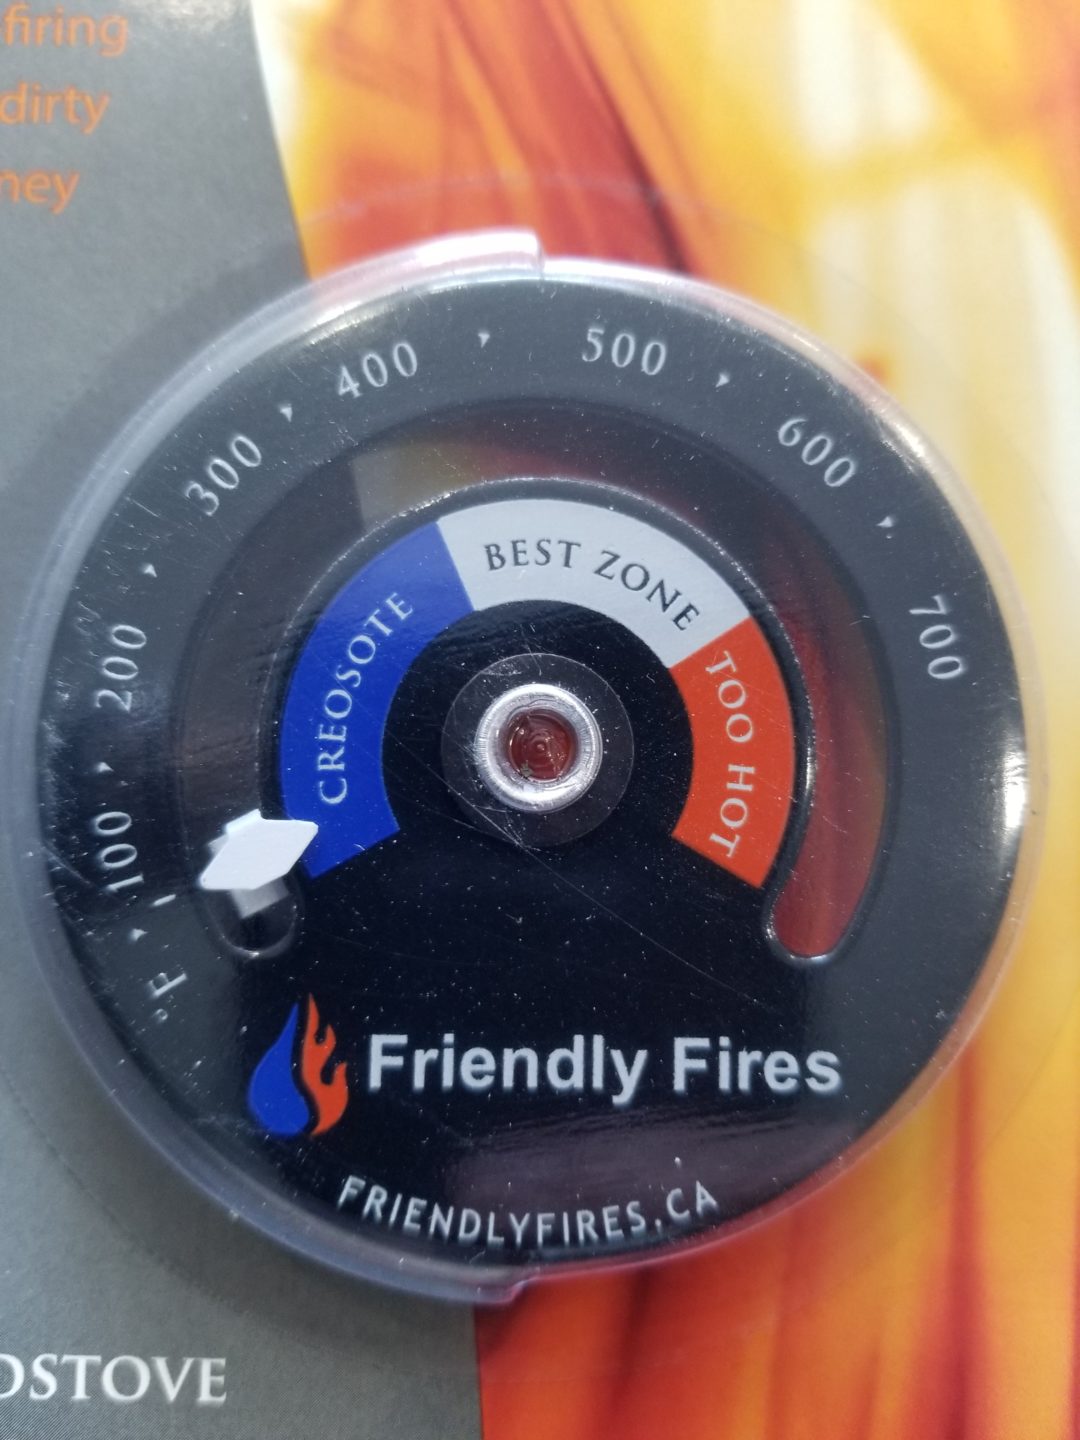 -firing
dirty
ney
°F
100
200
300
400
500
600
700
CREOSOTE
BEST ZONE
TOO HOT
Friendly Fires
FRIENDLYFIRES.CA
DSTOVE